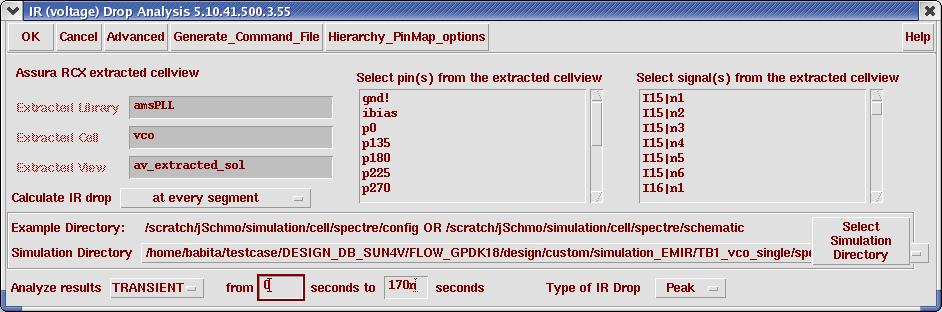 IR (voltage) Drop Analysis 5.10.41.500.3.55
OK Cancel Advanced Generate_Command_File Hierarchy_PinMap_options Help
Assura RCX extracted cellview
Extracted Library amsPLL
Extracted Cell vco
Extracted View av_extracted_sol
Calculate IR drop at every segment
Select pin(s) from the extracted cellview
gnd!
ibias
p0
p135
p180
p225
p270
Select signal(s) from the extracted cellview
I15|n1
I15|n2
I15|n3
I15|n4
I15|n5
I15|n6
I16|n1
Example Directory: /scratch/jSchmo/simulation/cell/spectre/config OR /scratch/jSchmo/simulation/cell/spectre/schematic
Simulation Directory /home/babita/testcase/DESIGN_DB_SUN4V/FLOW_GPDK18/design/custom/simulation_EMIR/TB1_vco_single/spe
Select
Simulation
Directory
Analyze results TRANSIENT from 0 seconds to 170n seconds Type of IR Drop Peak